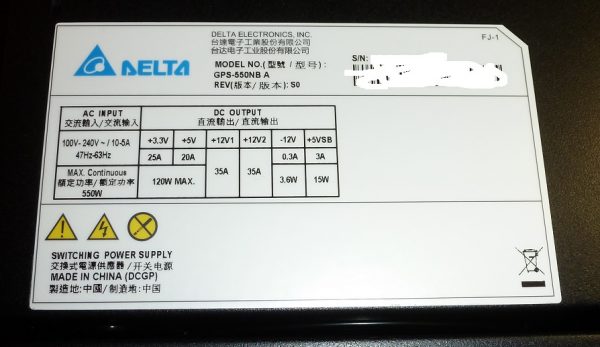 DELTA
DELTA ELECTRONICS, INC.
台達電子工業股份有限公司
台达电子工业股份有限公司
MODEL NO.(型號/型号):
GPS-550NB A
REV(版本/版本): S0
S/N:
FJ-1
AC INPUT
交流輸入/交流输入
DC OUTPUT
直流輸出/直流输出
100V- 240V ~ / 10-5A
47Hz-63Hz
+3.3V +5V +12V1 +12V2 -12V +5VSB
25A 20A 35A 35A 0.3A 3A
MAX. Continuous
額定功率/額定功率
550W
120W MAX. 3.6W 15W
SWITCHING POWER SUPPLY
交換式電源供應器/开关电源
MADE IN CHINA (DCGP)
製造地:中國/制造地:中国